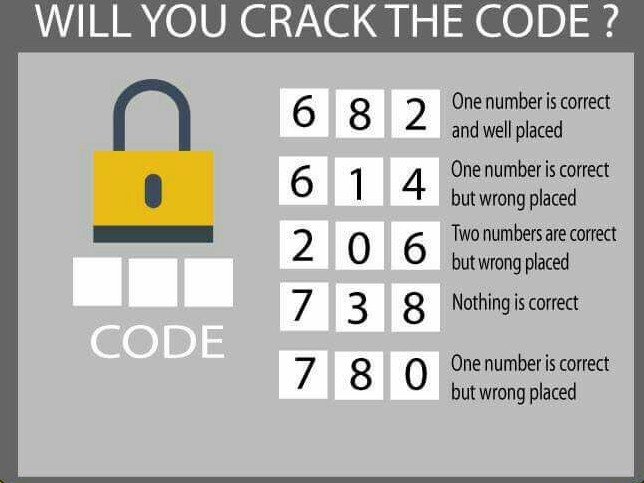 WILL YOU CRACK THE CODE ?
6 8 2 One number is correct
and well placed
6 1 4 One number is correct
but wrong placed
2 0 6 Two numbers are correct
but wrong placed
7 3 8 Nothing is correct
7 8 0 One number is correct
but wrong placed
CODE